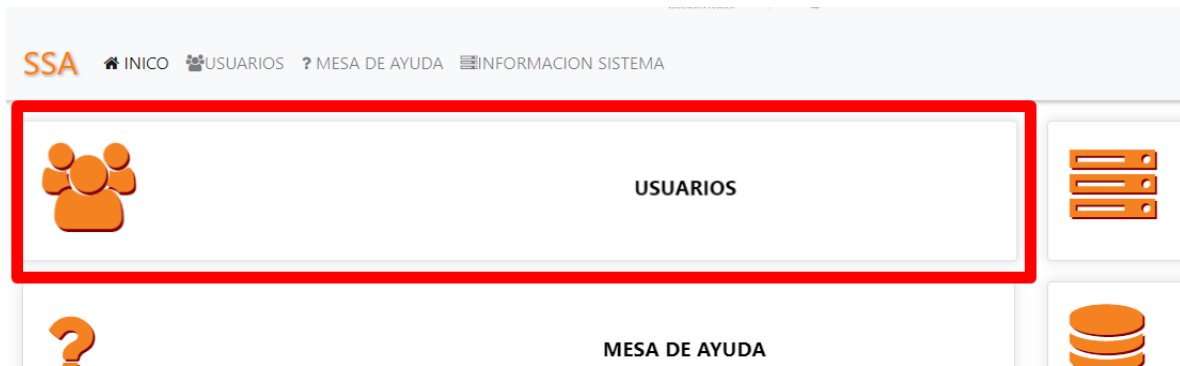 SSA INICO USUARIOS ? MESA DE AYUDA INFORMACION SISTEMA
USUARIOS
MESA DE AYUDA